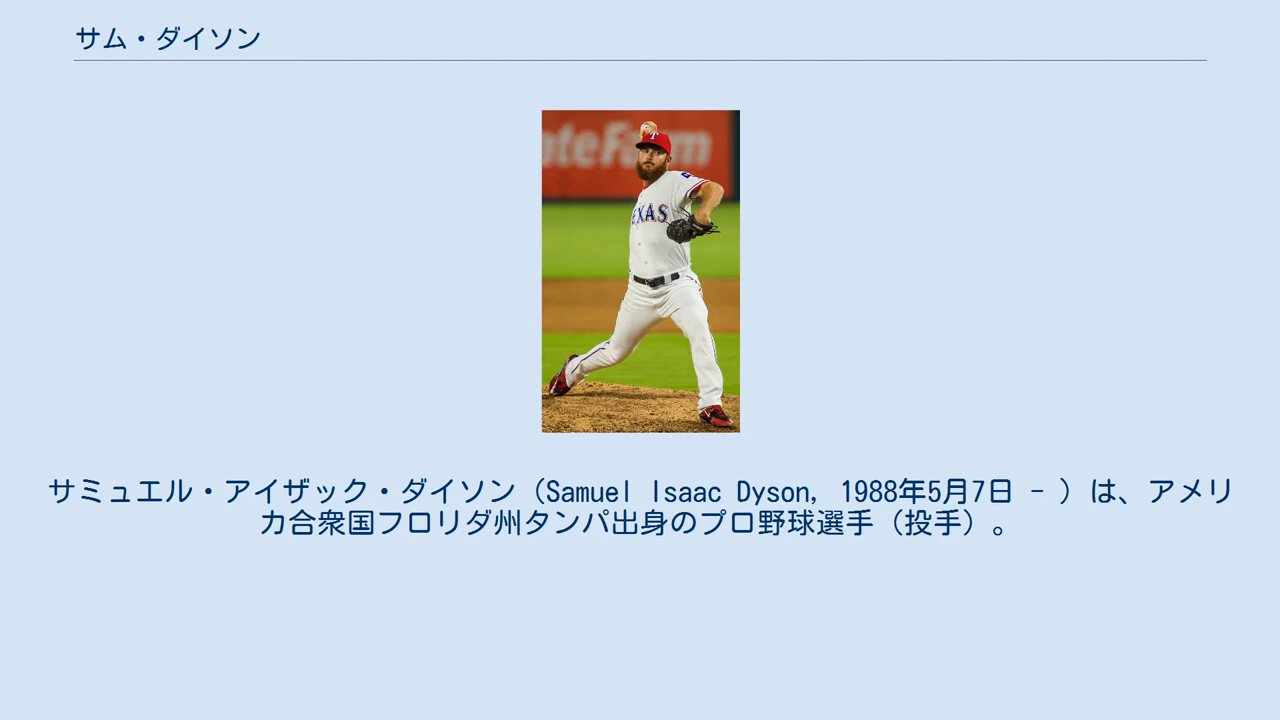 サム・ダイソン
ateFarm
T
EXAS
サミュエル・アイザック・ダイソン（Samuel Isaac Dyson, 1988年5月7日 - ）は、アメリ
カ合衆国フロリダ州タンパ出身のプロ野球選手（投手）。